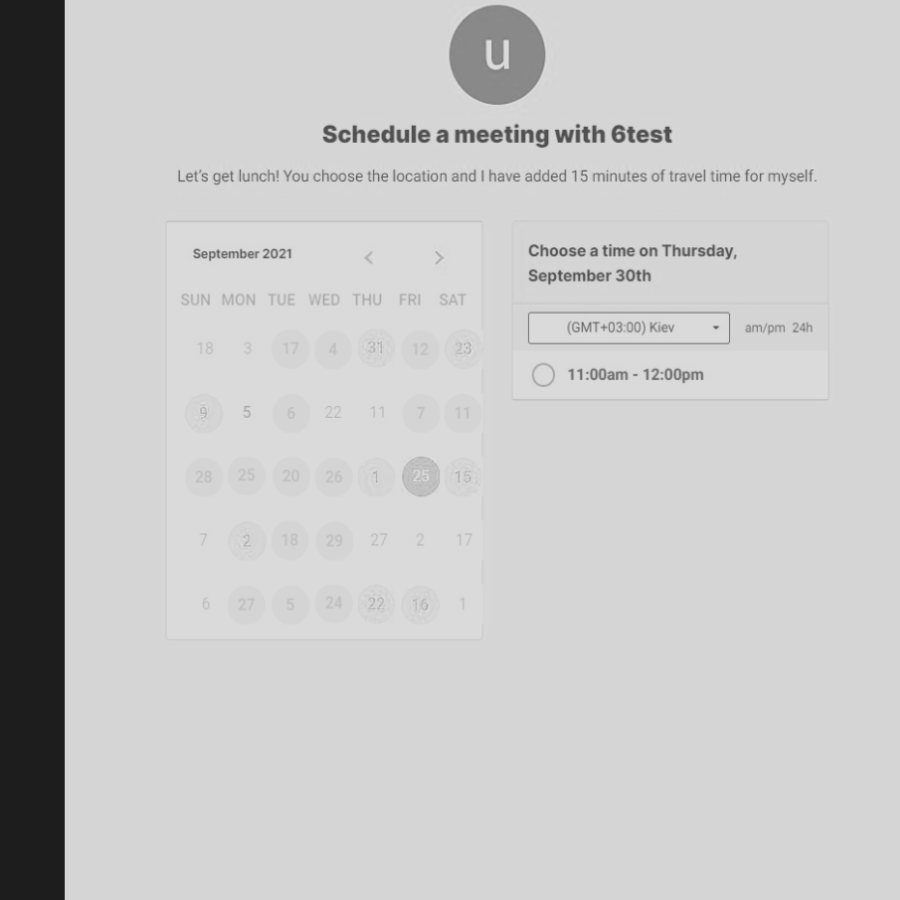 u
Schedule a meeting with 6test
Let's get lunch! You choose the location and I have added 15 minutes of travel time for myself.
September 2021
SUN MON TUE WED THU FRI SAT
18 3 17 4 31 12 23
9 5 6 22 11 7 11
28 25 20 26 1 25 15
7 2 18 29 27 2 17
6 27 5 24 22 16 1
Choose a time on Thursday,
September 30th
(GMT+03:00) Kiev am/pm 24h
11:00am - 12:00pm